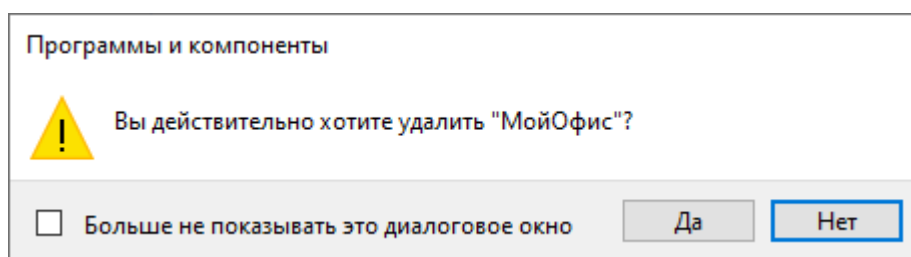 Программы и компоненты
Вы действительно хотите удалить "МойОфис"?
Больше не показывать это диалоговое окно
Да
Нет